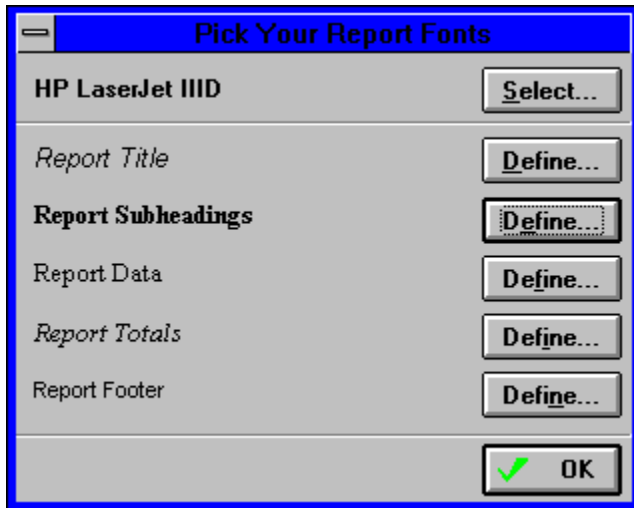 Pick Your Report Fonts
HP LaserJet IIID Select...
Report Title Define...
Report Subheadings Define...
Report Data Define...
Report Totals Define...
Report Footer Define...
OK